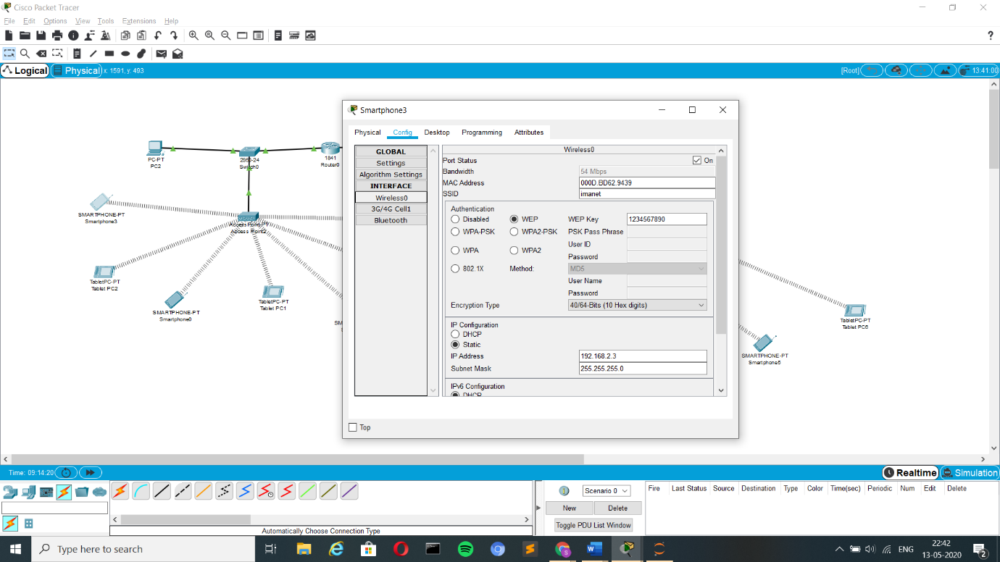 Cisco Packet Tracer
File Edit Options View Tools Extensions Help
?
Logical Physical x: 1591, y: 493 [Root] 13:41:00
Smartphone3
Physical Config Desktop Programming Attributes
GLOBAL
Settings
Algorithm Settings
INTERFACE
Wireless0
3G/4G Cell1
Bluetooth
Wireless0
Port Status On
Bandwidth 54 Mbps
MAC Address 000D.BD62.9439
SSID imanet
Authentication
Disabled WEP WEP Key 1234567890
WPA-PSK WPA2-PSK PSK Pass Phrase
User ID
WPA WPA2
Password
802.1X Method: MD5
User Name
Password
Encryption Type 40/64-Bits (10 Hex digits)
IP Configuration
DHCP
Static
IP Address 192.168.2.3
Subnet Mask 255.255.255.0
IPv6 Configuration
DHCP
Top
PC-PT
PC2
2950-24
Switch0
1841
Router0
SMARTPHONE-PT
Smartphone3
AccessPoint-PT
Access Point2
TabletPC-PT
Tablet PC2
SMARTPHONE-PT
Smartphone0
TabletPC-PT
Tablet PC1
SM
TabletPC-PT
Tablet PC6
SMARTPHONE-PT
Smartphone5
Time: 09:14:20 Realtime Simulation
Scenario 0
New Delete
Toggle PDU List Window
Fire Last Status Source Destination Type Color Time(sec) Periodic Num Edit Delete
Automatically Choose Connection Type
Type here to search
ENG
22:42
13-05-2020
2